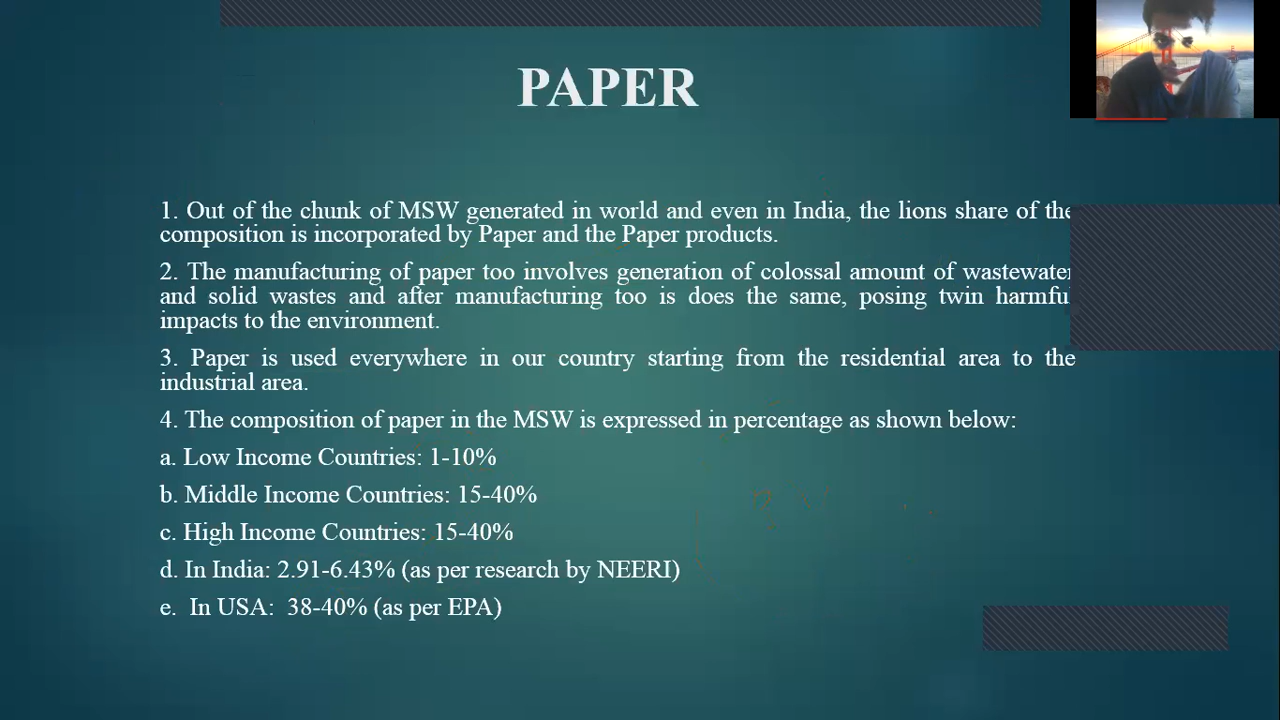 PAPER
1. Out of the chunk of MSW generated in world and even in India, the lions share of the
composition is incorporated by Paper and the Paper products.
2. The manufacturing of paper too involves generation of colossal amount of wastewater
and solid wastes and after manufacturing too is does the same, posing twin harmful
impacts to the environment.
3. Paper is used everywhere in our country starting from the residential area to the
industrial area.
4. The composition of paper in the MSW is expressed in percentage as shown below:
a. Low Income Countries: 1-10%
b. Middle Income Countries: 15-40%
c. High Income Countries: 15-40%
d. In India: 2.91-6.43% (as per research by NEERI)
e. In USA: 38-40% (as per EPA)